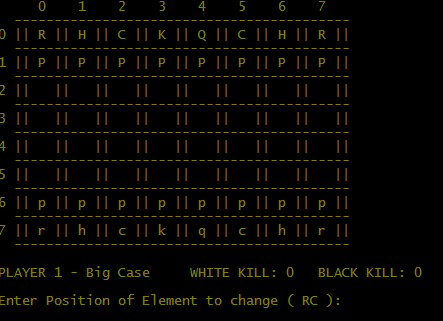 0 1 2 3 4 5 6 7
-------------------------------------------
0 || R || H || C || K || Q || C || H || R ||
-------------------------------------------
1 || P || P || P || P || P || P || P || P ||
-------------------------------------------
2 ||   ||   ||   ||   ||   ||   ||   ||   ||
-------------------------------------------
3 ||   ||   ||   ||   ||   ||   ||   ||   ||
-------------------------------------------
4 ||   ||   ||   ||   ||   ||   ||   ||   ||
-------------------------------------------
5 ||   ||   ||   ||   ||   ||   ||   ||   ||
-------------------------------------------
6 || p || p || p || p || p || p || p || p ||
-------------------------------------------
7 || r || h || c || k || q || c || h || r ||
-------------------------------------------
PLAYER 1 - Big Case WHITE KILL: 0 BLACK KILL: 0
Enter Position of Element to change ( RC ):